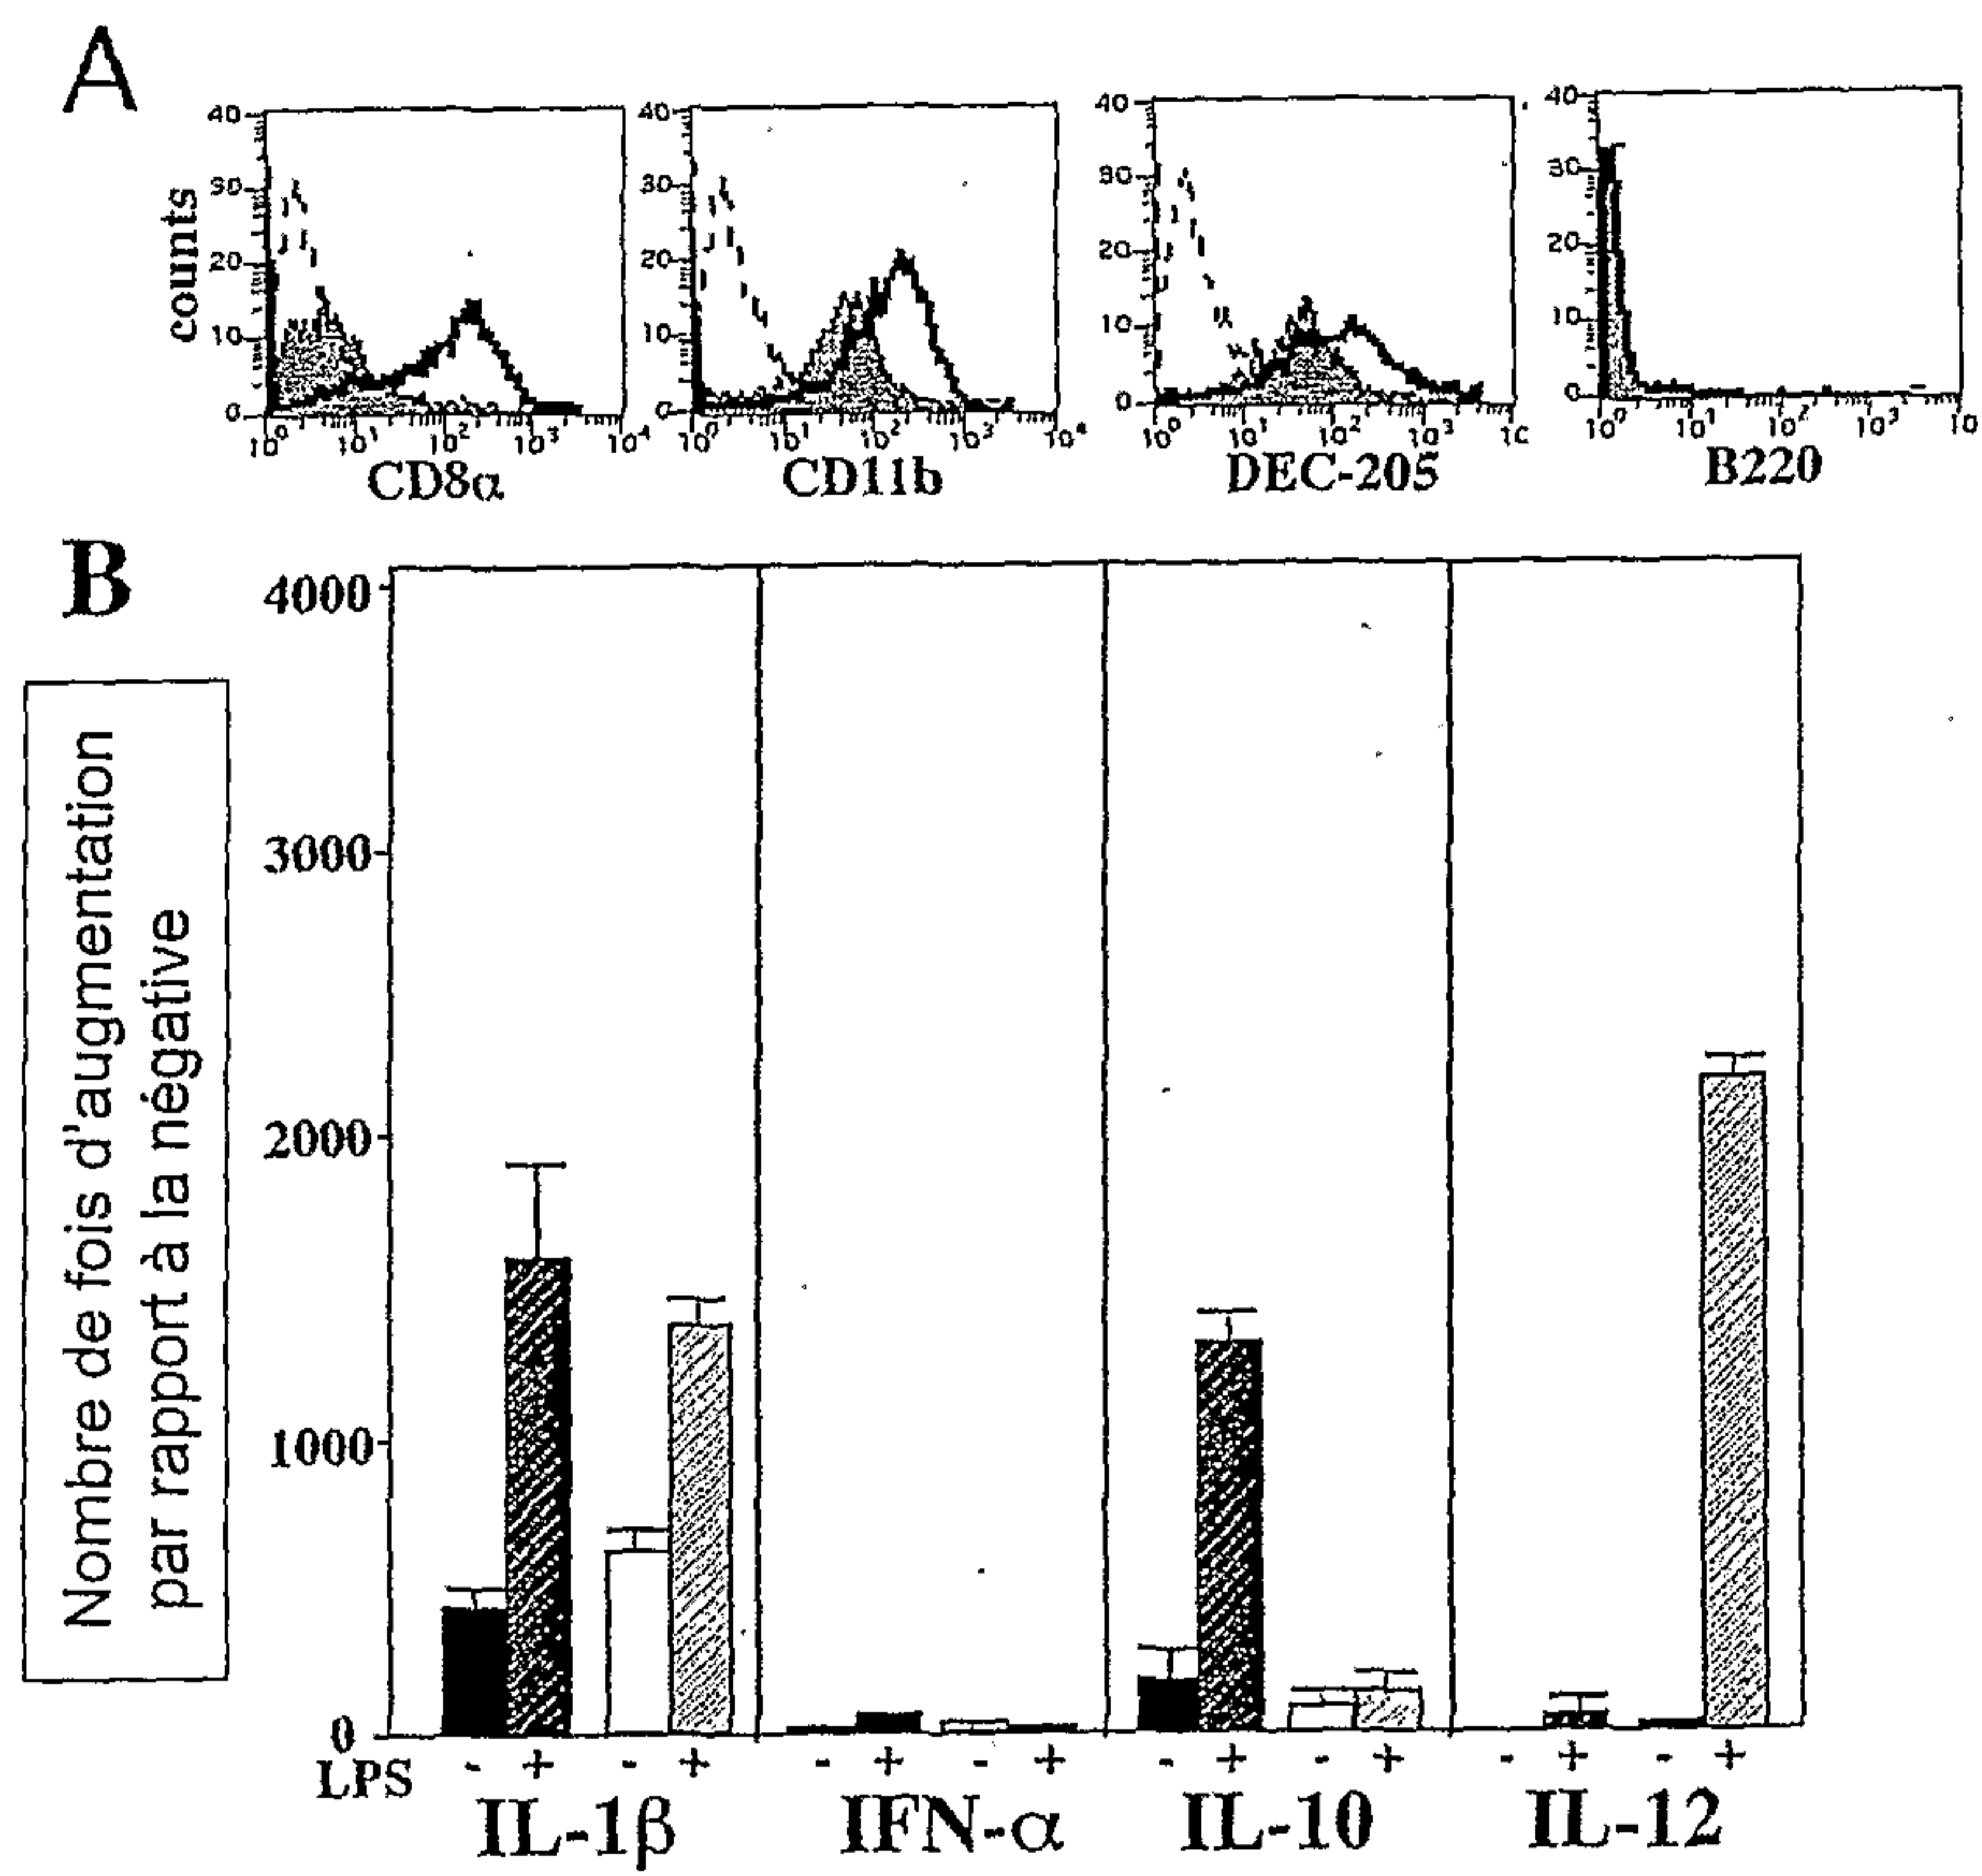 A
counts
40 30 20 10 0
10⁰ 10¹ 10² 10³ 10⁴
CD8α
40 30 20 10 0
10⁰ 10¹ 10² 10³ 10⁴
CD11b
40 30 20 10 0
10⁰ 10¹ 10² 10³ 10
DEC-205
40 30 20 10 0
10⁰ 10¹ 10² 10³ 10
B220
B
Nombre de fois d'augmentation
par rapport à la négative
4000
3000
2000
1000
0
LPS - + - + - + - + - + - + - + - +
IL-1β IFN-α IL-10 IL-12